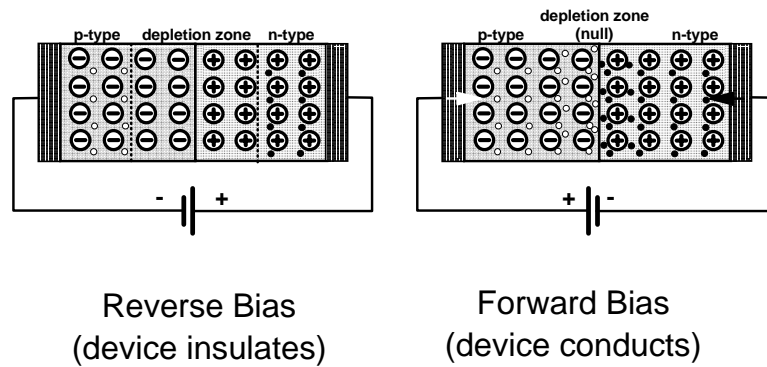 p-type depletion zone n-type
- +
Reverse Bias
(device insulates)
depletion zone
(null)
p-type n-type
+ -
Forward Bias
(device conducts)